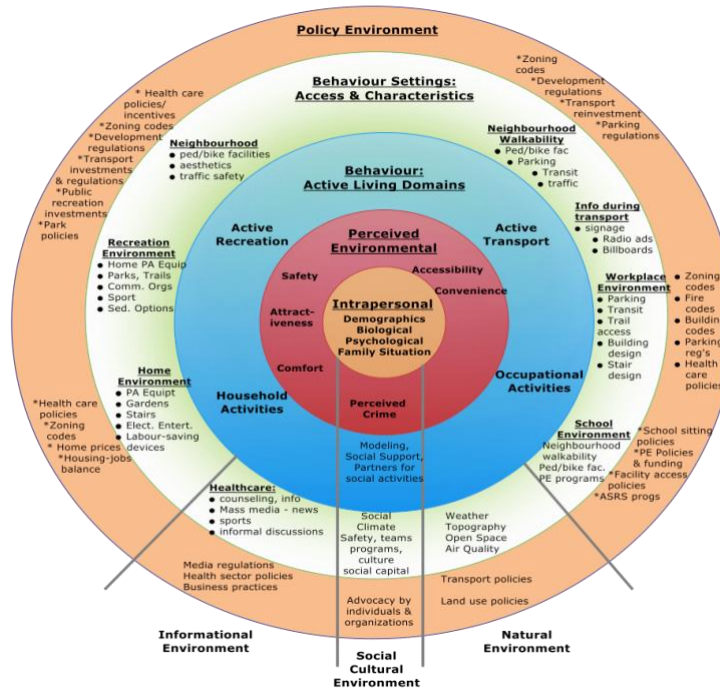 Policy Environment
Behaviour Settings:
Access & Characteristics
* Health care
policies/
incentives
*Zoning codes
*Development
regulations
*Transport
investments
& regulations
*Public
recreation
investments
*Park
policies
*Zoning
codes
*Development
regulations
*Transport
reinvestment
*Parking
regulations
Neighbourhood
● ped/bike facilities
● aesthetics
● traffic safety
Neighbourhood
Walkability
● Ped/bike fac
● Parking
● Transit
● traffic
Behaviour:
Active Living Domains
Active
Recreation
Active
Transport
Info during
transport
● signage
● Radio ads
● Billboards
Recreation
Environment
● Home PA Equip
● Parks, Trails
● Comm. Orgs
● Sport
● Sed. Options
Perceived
Environmental
Safety
Accessibility
Convenience
Attract-
iveness
Comfort
Perceived
Crime
Intrapersonal
Demographics
Biological
Psychological
Family Situation
Workplace
Environment
● Parking
● Transit
● Trail
access
● Building
design
● Stair
design
● Zoning
codes
● Fire
codes
● Building
codes
● Parking
reg's
● Health
care
policies
Home
Environment
● PA Equipt
● Gardens
● Stairs
● Elect. Entert.
● Labour-saving
devices
Household
Activities
Occupational
Activities
*Health care
policies
*Zoning
codes
* Home prices
*Housing-jobs
balance
School
Environment
Neighbourhood
walkability
Ped/bike fac.
PE programs
*School sitting
policies
*PE Policies
& funding
*Facility access
policies
*ASRS progs
Modeling,
Social Support,
Partners for
social activities
Healthcare:
● counseling, info
● Mass media - news
● sports
● informal discussions
Social
Climate
Safety, teams
programs,
culture
social capital
Weather
Topography
Open Space
Air Quality
Media regulations
Health sector policies
Business practices
Advocacy by
individuals &
organizations
Transport policies
Land use policies
Informational
Environment
Social
Cultural
Environment
Natural
Environment